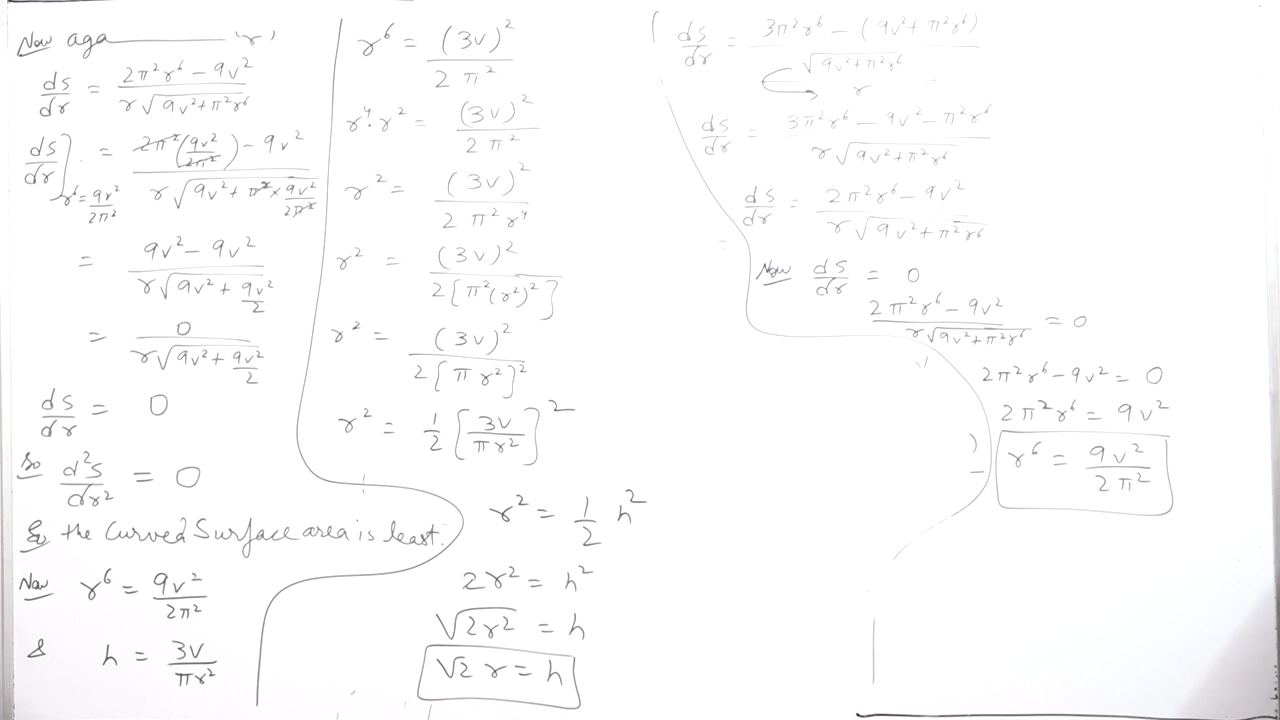 Now aga———— 'r'
dS/dr = (2π²r⁶ − 9v²) / (r√(9v²+π²r⁶))
dS/dr]_(r⁶=9v²/2π²) = (2π²(9v²/2π²) − 9v²) / (r√(9v²+π²×9v²/2π²))
= (9v² − 9v²) / (r√(9v² + 9v²/2))
= 0 / (r√(9v² + 9v²/2))
dS/dr = 0
So d²S/dr² = 0
So the Curved Surface area is least.
Now r⁶ = 9v²/2π²
& h = 3v/πr²
r⁶ = (3v)²/2π²
r⁴·r² = (3v)²/2π²
r² = (3v)²/2π²r⁴
r² = (3v)²/2[π²(r²)²]
r² = (3v)²/2[πr²]²
r² = 1/2 [3v/πr²]²
r² = 1/2 h²
2r² = h²
√2r² = h
√2 r = h
dS/dr = (3π²r⁶ − (9v²+π²r⁶)) / √(9v²+π²r⁶) / r
dS/dr = (3π²r⁶ − 9v² − π²r⁶) / (r√(9v²+π²r⁶))
dS/dr = (2π²r⁶ − 9v²) / (r√(9v²+π²r⁶))
Now dS/dr = 0
(2π²r⁶ − 9v²) / (r√(9v²+π²r⁶)) = 0
2π²r⁶ − 9v² = 0
2π²r⁶ = 9v²
r⁶ = 9v²/2π²